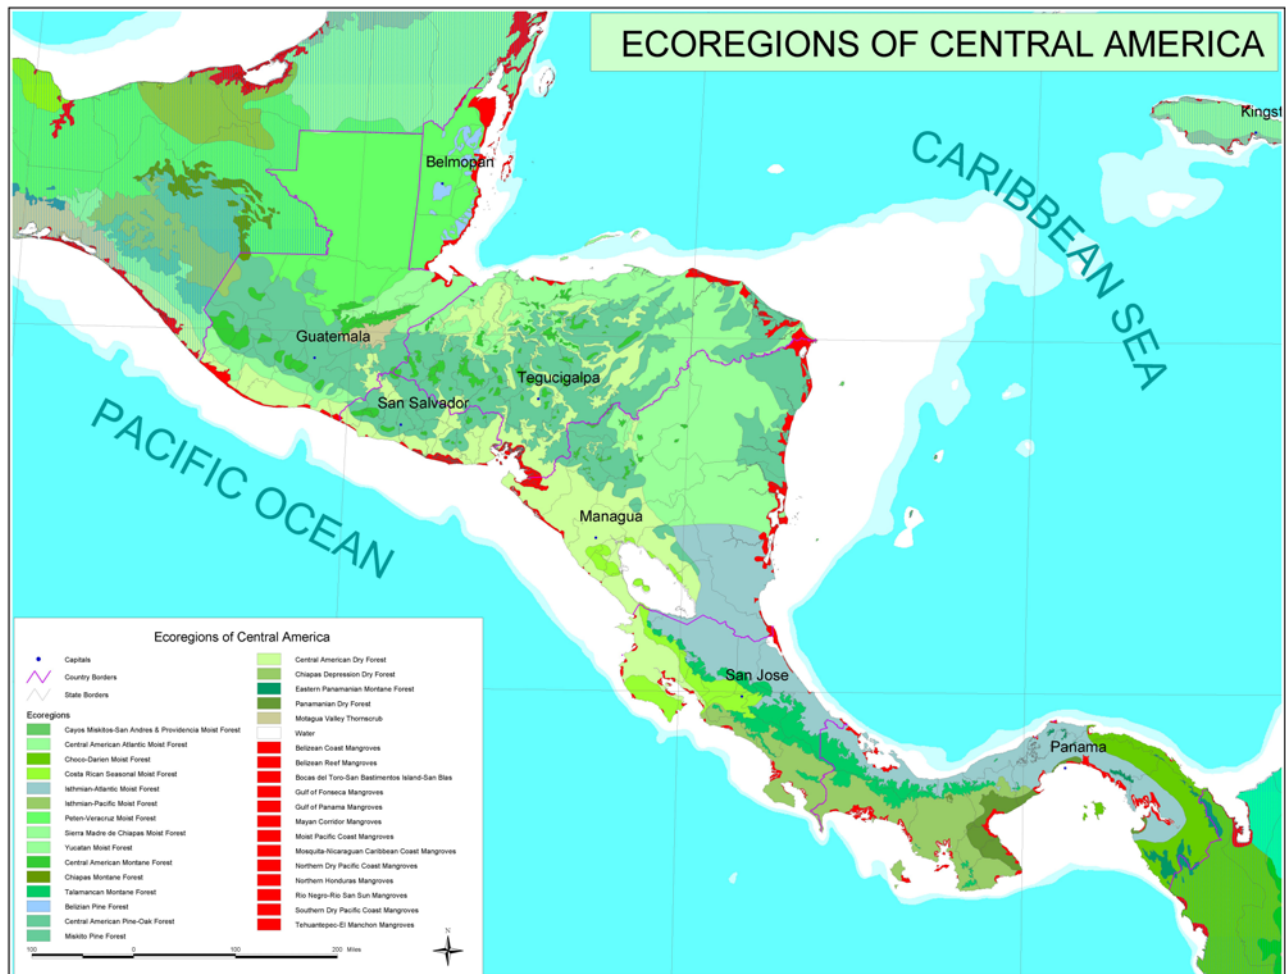 ECOREGIONS OF CENTRAL AMERICA
Kingst
CARIBBEAN SEA
Belmopan
Guatemala
Tegucigalpa
San Salvador
PACIFIC OCEAN
Managua
San Jose
Panama
Ecoregions of Central America
Capitals
Country Borders
State Borders
Ecoregions
Cayos Miskitos-San Andres & Providencia Moist Forest
Central American Atlantic Moist Forest
Choco-Darien Moist Forest
Costa Rican Seasonal Moist Forest
Isthmian-Atlantic Moist Forest
Isthmian-Pacific Moist Forest
Peten-Veracruz Moist Forest
Sierra Madre de Chiapas Moist Forest
Yucatan Moist Forest
Central American Montane Forest
Chiapas Montane Forest
Talamancan Montane Forest
Belizian Pine Forest
Central American Pine-Oak Forest
Miskito Pine Forest
Central American Dry Forest
Chiapas Depression Dry Forest
Eastern Panamanian Montane Forest
Panamanian Dry Forest
Motagua Valley Thornscrub
Water
Belizean Coast Mangroves
Belizean Reef Mangroves
Bocas del Toro-San Bastimentos Island-San Blas
Gulf of Fonseca Mangroves
Gulf of Panama Mangroves
Mayan Corridor Mangroves
Moist Pacific Coast Mangroves
Mosquita-Nicaraguan Caribbean Coast Mangroves
Northern Dry Pacific Coast Mangroves
Northern Honduras Mangroves
Rio Negro-Rio San Sun Mangroves
Southern Dry Pacific Coast Mangroves
Tehuantepec-El Manchon Mangroves
100 0 100 200 Miles
N